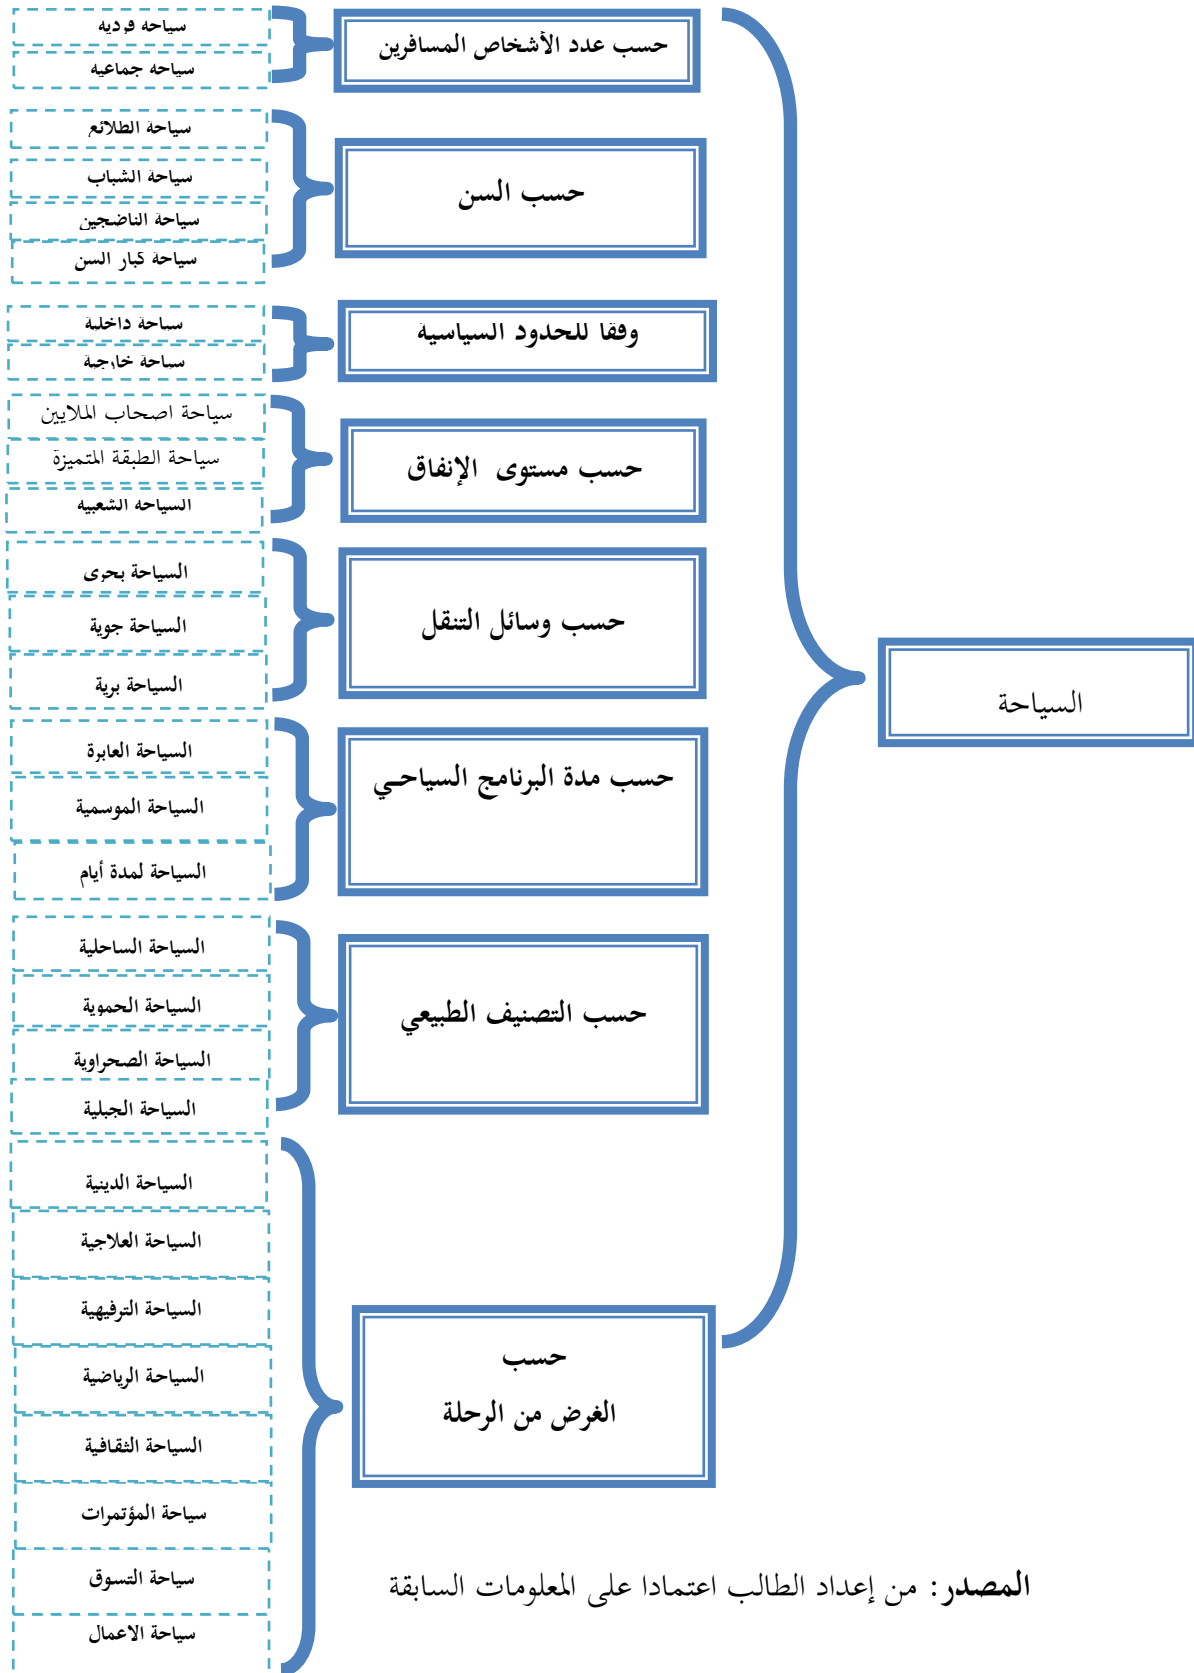 السياحة
حسب عدد الأشخاص المسافرين
سياحة فردية
سياحة جماعية
حسب السن
سياحة الطلائع
سياحة الشباب
سياحة الناضجين
سياحة كبار السن
وفقا للحدود السياسية
سياحة داخلية
سياحة خارجية
حسب مستوى الإنفاق
سياحة اصحاب الملايين
سياحة الطبقة المتميزة
السياحة الشعبية
حسب وسائل التنقل
السياحة بحرى
السياحة جوية
السياحة برية
حسب مدة البرنامج السياحي
السياحة العابرة
السياحة الموسمية
السياحة لمدة أيام
حسب التصنيف الطبيعي
السياحة الساحلية
السياحة الحموية
السياحة الصحراوية
السياحة الجبلية
حسب
الغرض من الرحلة
السياحة الدينية
السياحة العلاجية
السياحة الترفيهية
السياحة الرياضية
السياحة الثقافية
سياحة المؤتمرات
سياحة التسوق
سياحة الاعمال
المصدر: من إعداد الطالب اعتمادا على المعلومات السابقة